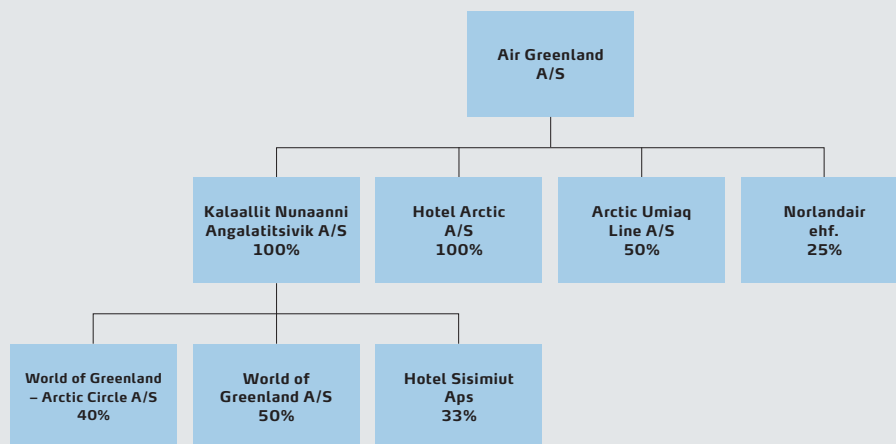 Air Greenland
A/S
Kalaallit Nunaanni
Angalatitsivik A/S
100%
Hotel Arctic
A/S
100%
Arctic Umiaq
Line A/S
50%
Norlandair
ehf.
25%
World of Greenland
– Arctic Circle A/S
40%
World of
Greenland A/S
50%
Hotel Sisimiut
Aps
33%